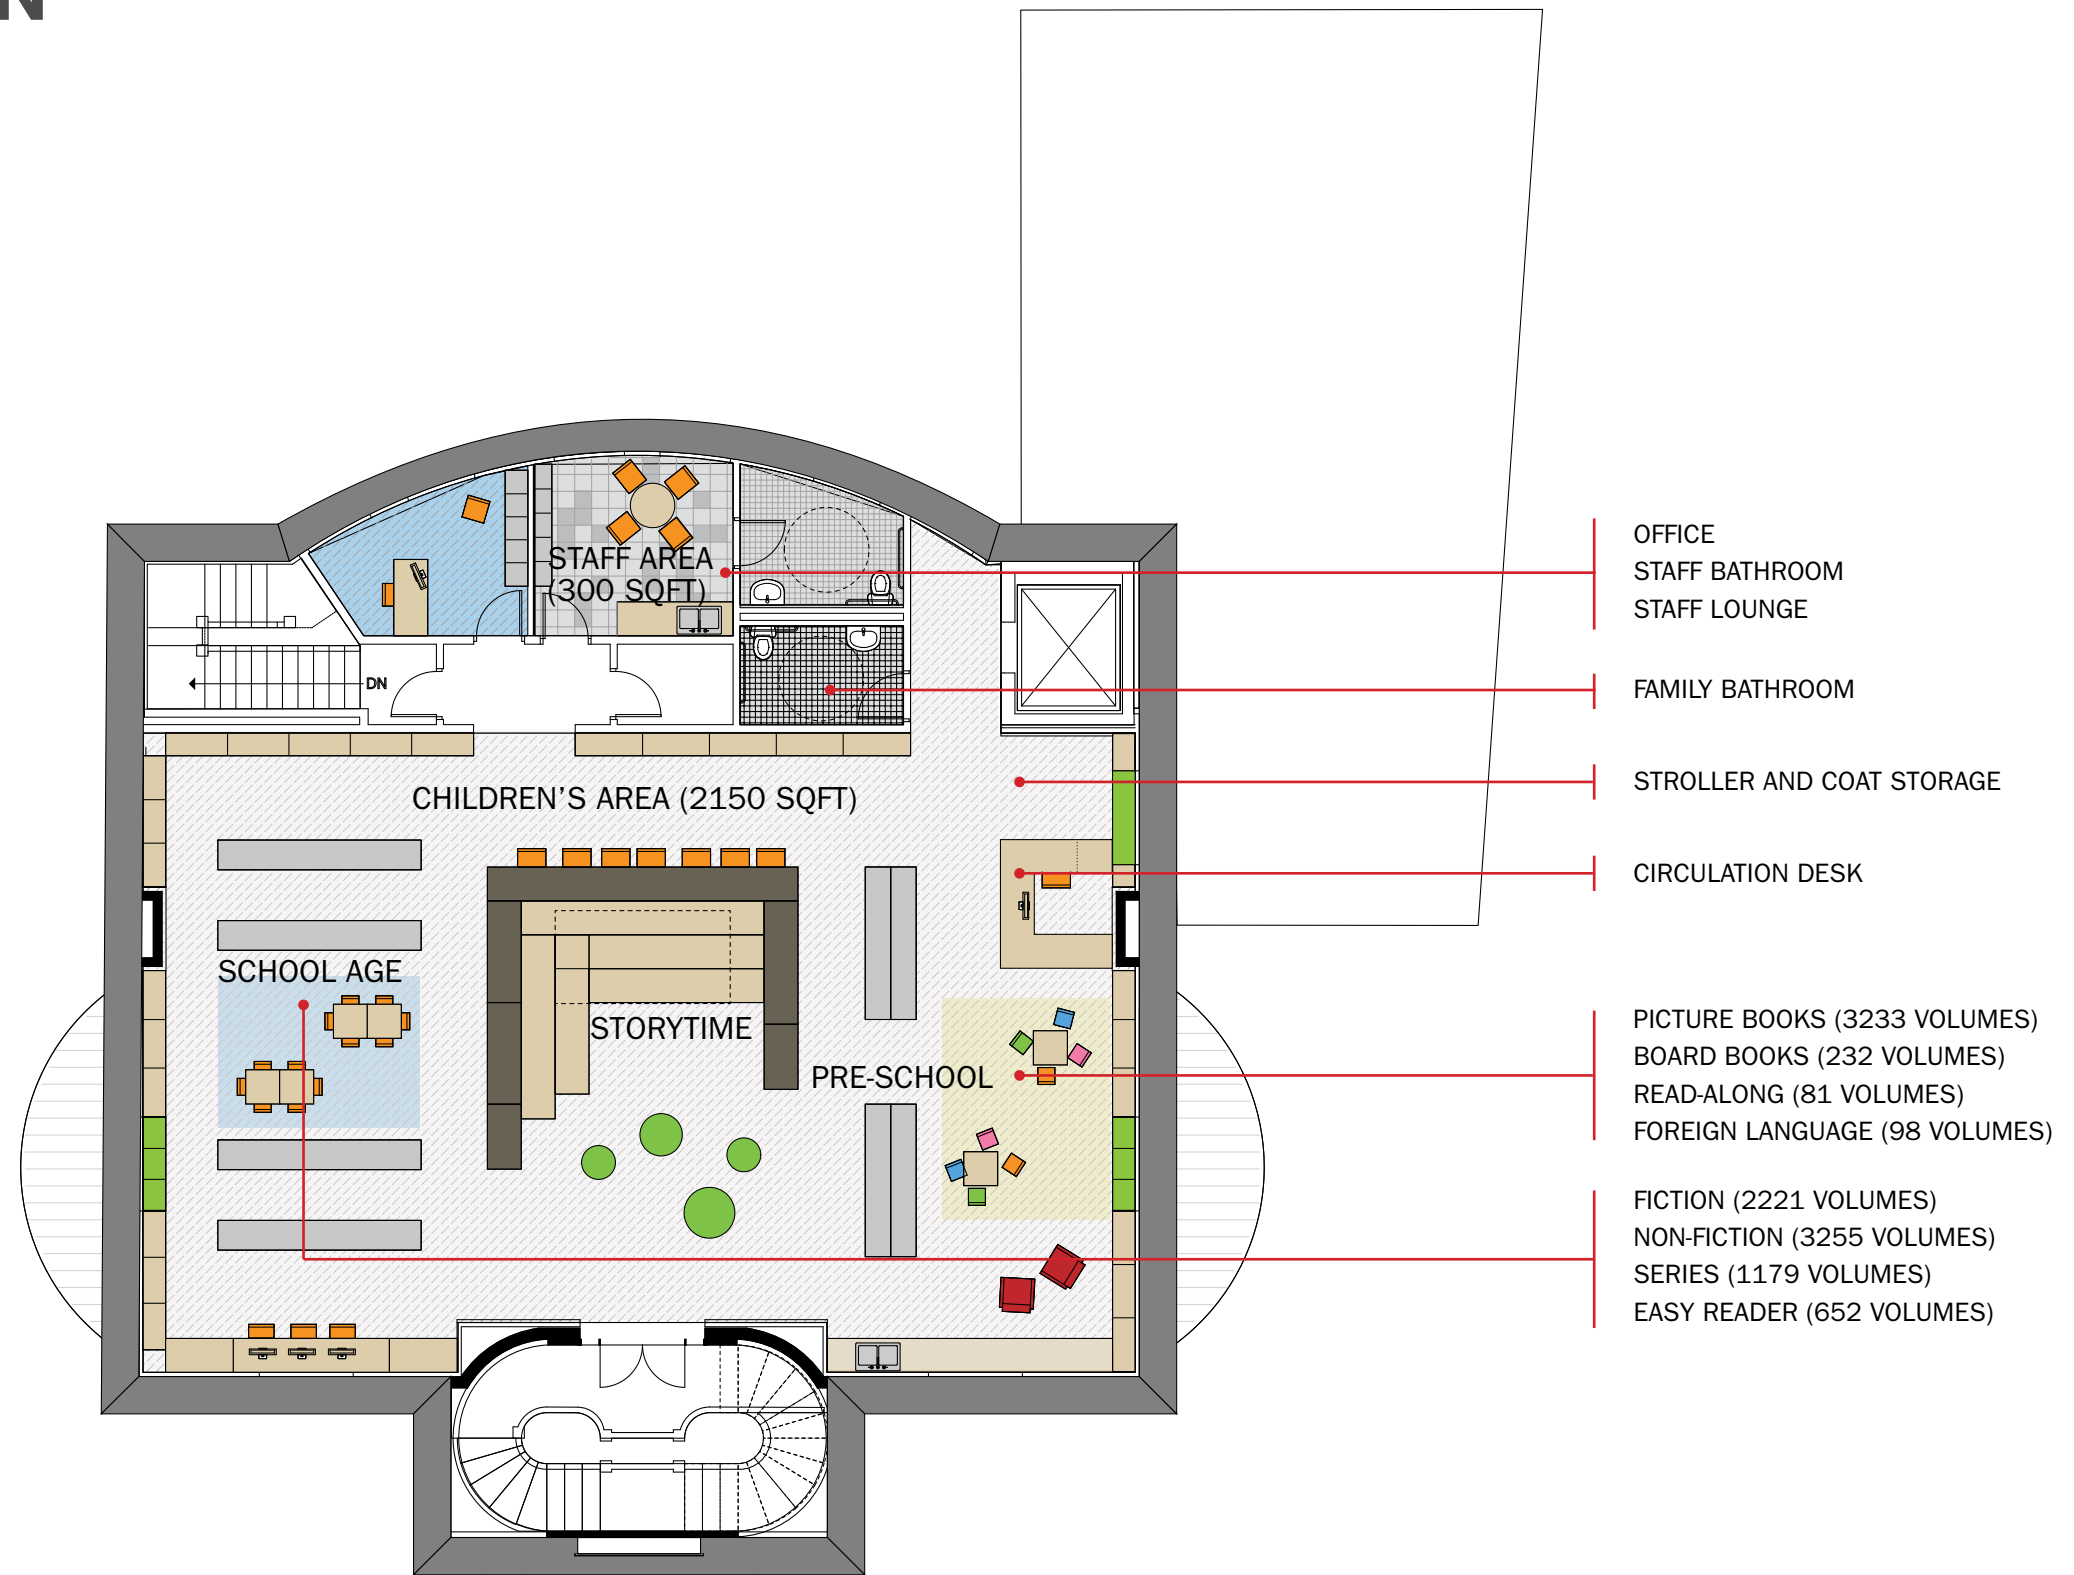 N
STAFF AREA
(300 SQFT)
DN
CHILDREN'S AREA (2150 SQFT)
SCHOOL AGE
STORYTIME
PRE-SCHOOL
OFFICE
STAFF BATHROOM
STAFF LOUNGE
FAMILY BATHROOM
STROLLER AND COAT STORAGE
CIRCULATION DESK
PICTURE BOOKS (3233 VOLUMES)
BOARD BOOKS (232 VOLUMES)
READ-ALONG (81 VOLUMES)
FOREIGN LANGUAGE (98 VOLUMES)
FICTION (2221 VOLUMES)
NON-FICTION (3255 VOLUMES)
SERIES (1179 VOLUMES)
EASY READER (652 VOLUMES)